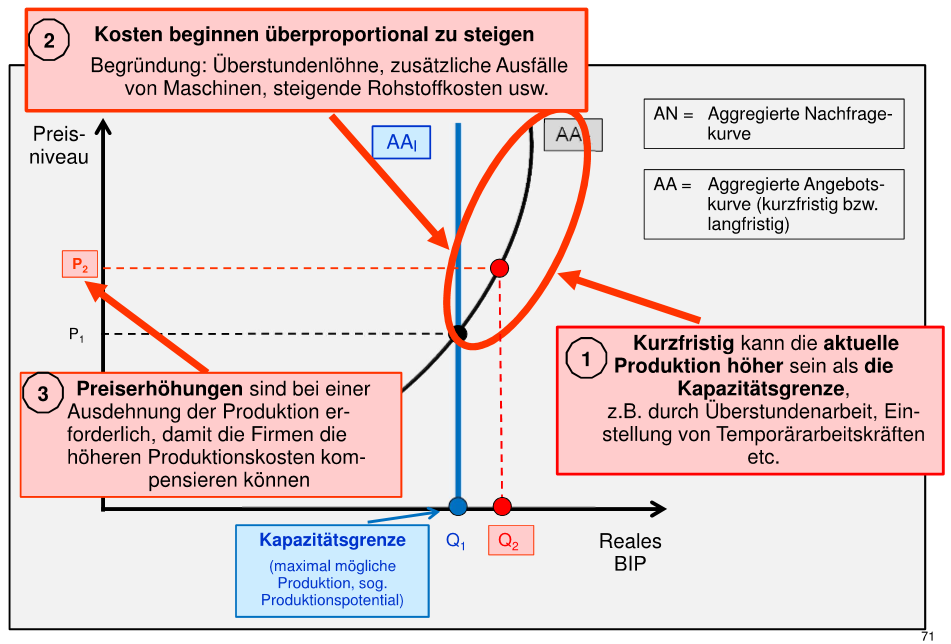 2
Kosten beginnen überproportional zu steigen
Begründung: Überstundenlöhne, zusätzliche Ausfälle
von Maschinen, steigende Rohstoffkosten usw.
Preis-
niveau
AAl
AA
AN = Aggregierte Nachfrage-
kurve
AA = Aggregierte Angebots-
kurve (kurzfristig bzw.
langfristig)
P2
P1
1
Kurzfristig kann die aktuelle
Produktion höher sein als die
Kapazitätsgrenze,
z.B. durch Überstundenarbeit, Ein-
stellung von Temporärarbeitskräften
etc.
3
Preiserhöhungen sind bei einer
Ausdehnung der Produktion er-
forderlich, damit die Firmen die
höheren Produktionskosten kom-
pensieren können
Kapazitätsgrenze
(maximal mögliche
Produktion, sog.
Produktionspotential)
Q1
Q2
Reales
BIP
71